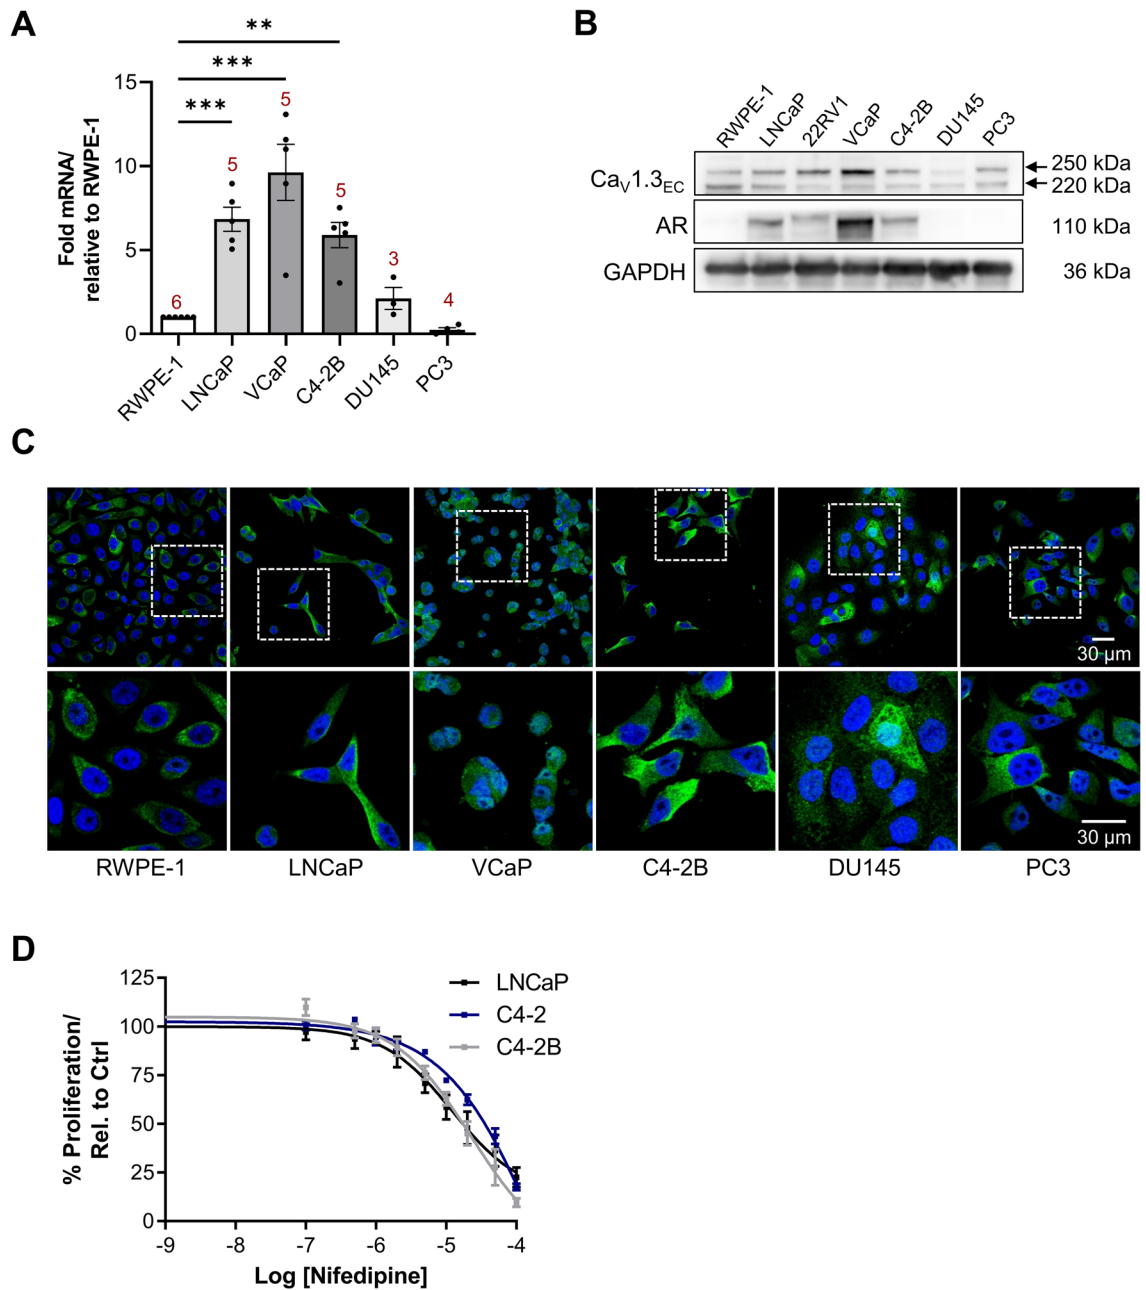 A
**
***
***
Fold mRNA/
relative to RWPE-1
15
10
5
0
6
5
5
5
3
4
RWPE-1
LNCaP
VCaP
C4-2B
DU145
PC3
B
RWPE-1
LNCaP
22RV1
VCaP
C4-2B
DU145
PC3
CaV1.3EC
250 kDa
220 kDa
AR
110 kDa
GAPDH
36 kDa
C
30 µm
30 µm
RWPE-1
LNCaP
VCaP
C4-2B
DU145
PC3
D
% Proliferation/
Rel. to Ctrl
125
100
75
50
25
0
-9
-8
-7
-6
-5
-4
Log [Nifedipine]
LNCaP
C4-2
C4-2B